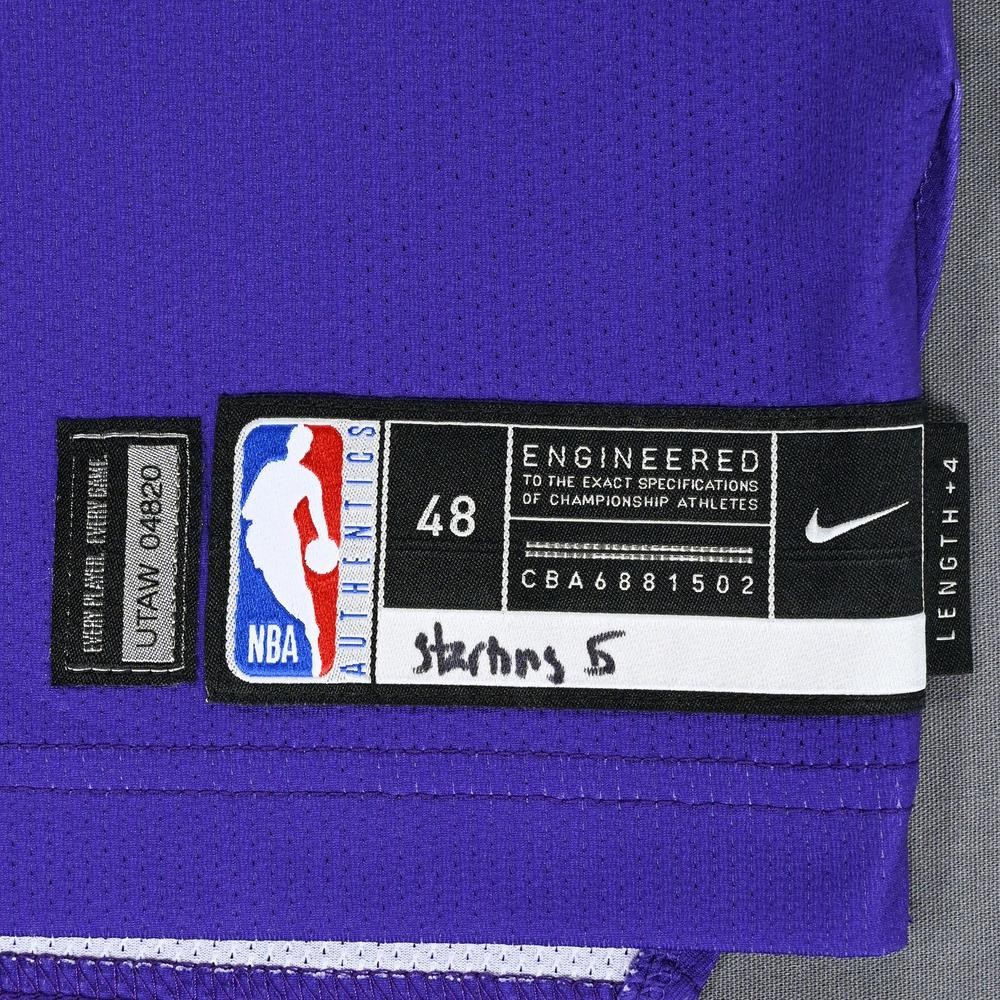 EVERY PLAYER. EVERY GAME.
UTAW 04820
NBA
AUTHENTICS
48
ENGINEERED
TO THE EXACT SPECIFICATIONS
OF CHAMPIONSHIP ATHLETES
CBA6881502
starting 5
LENGTH+4